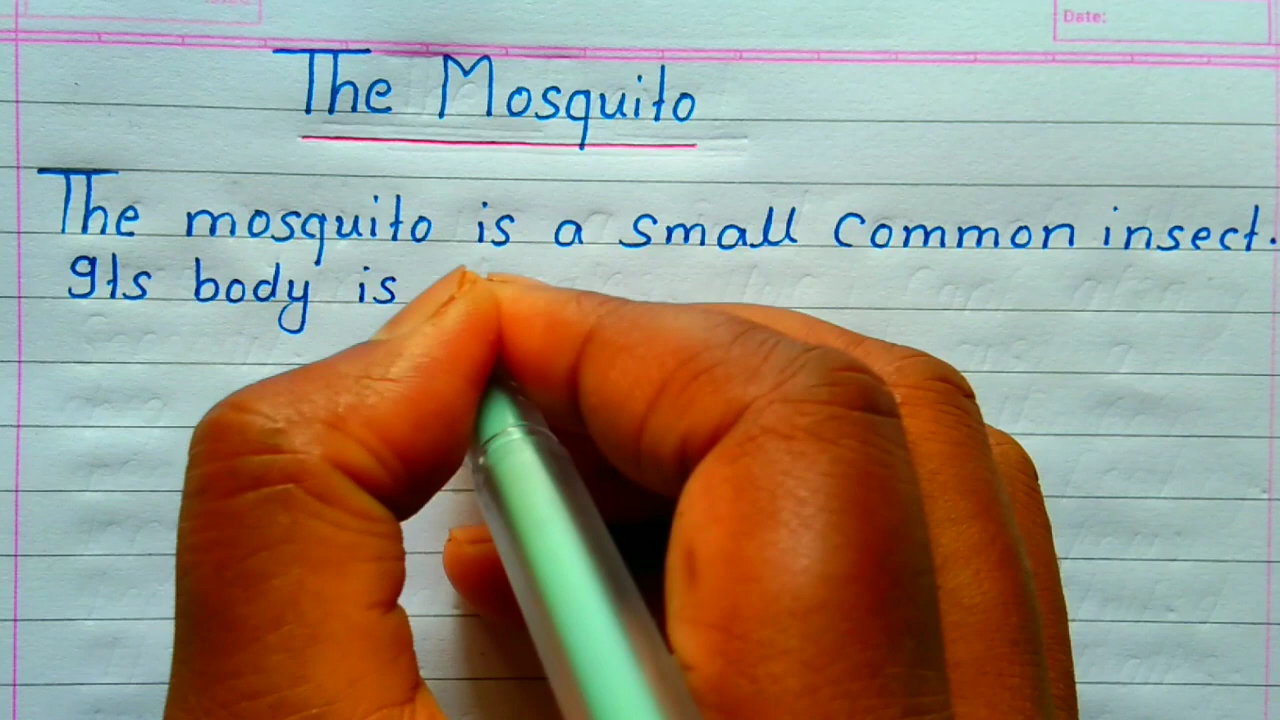 Date:
The Mosquito
The mosquito is a small common insect.
Its body is